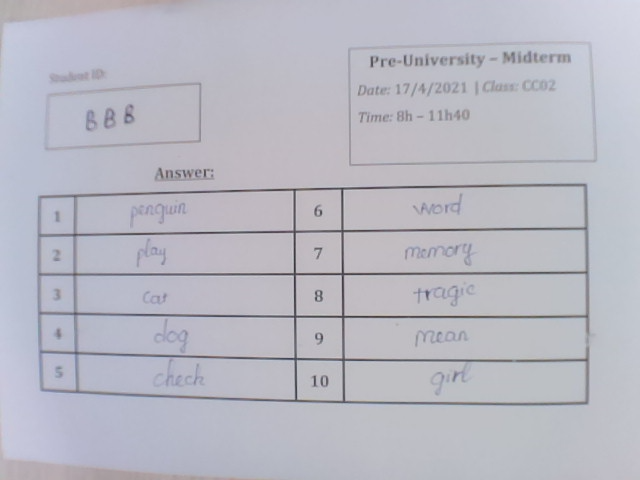 Student ID:
BBB
Pre-University – Midterm
Date: 17/4/2021 | Class: CC02
Time: 8h – 11h40
Answer:
1 penguin 6 word
2 play 7 memory
3 cat 8 tragic
4 dog 9 mean
5 check 10 girl